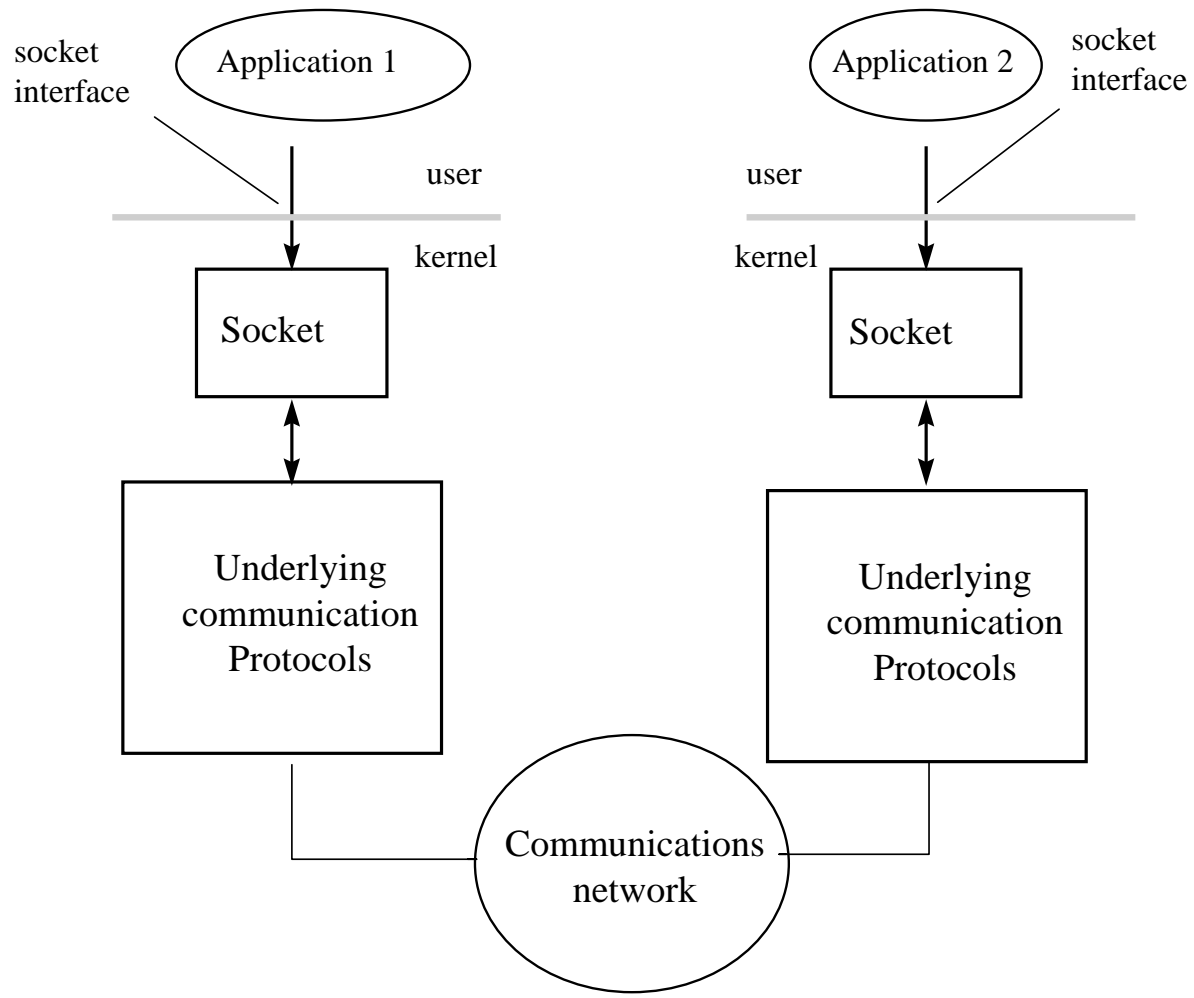 socket
interface
Application 1
user
kernel
Socket
Underlying
communication
Protocols
Application 2
socket
interface
user
kernel
Socket
Underlying
communication
Protocols
Communications
network